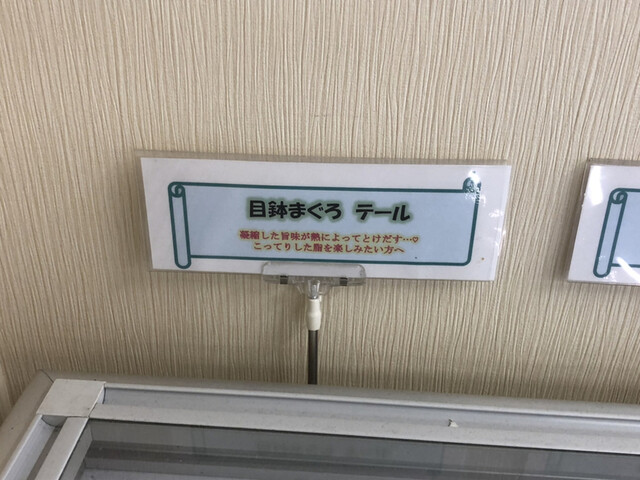 目鉢まぐろ テール
凝縮した旨味が熱によってとけだす…♡
こってりした脂を楽しみたい方へ